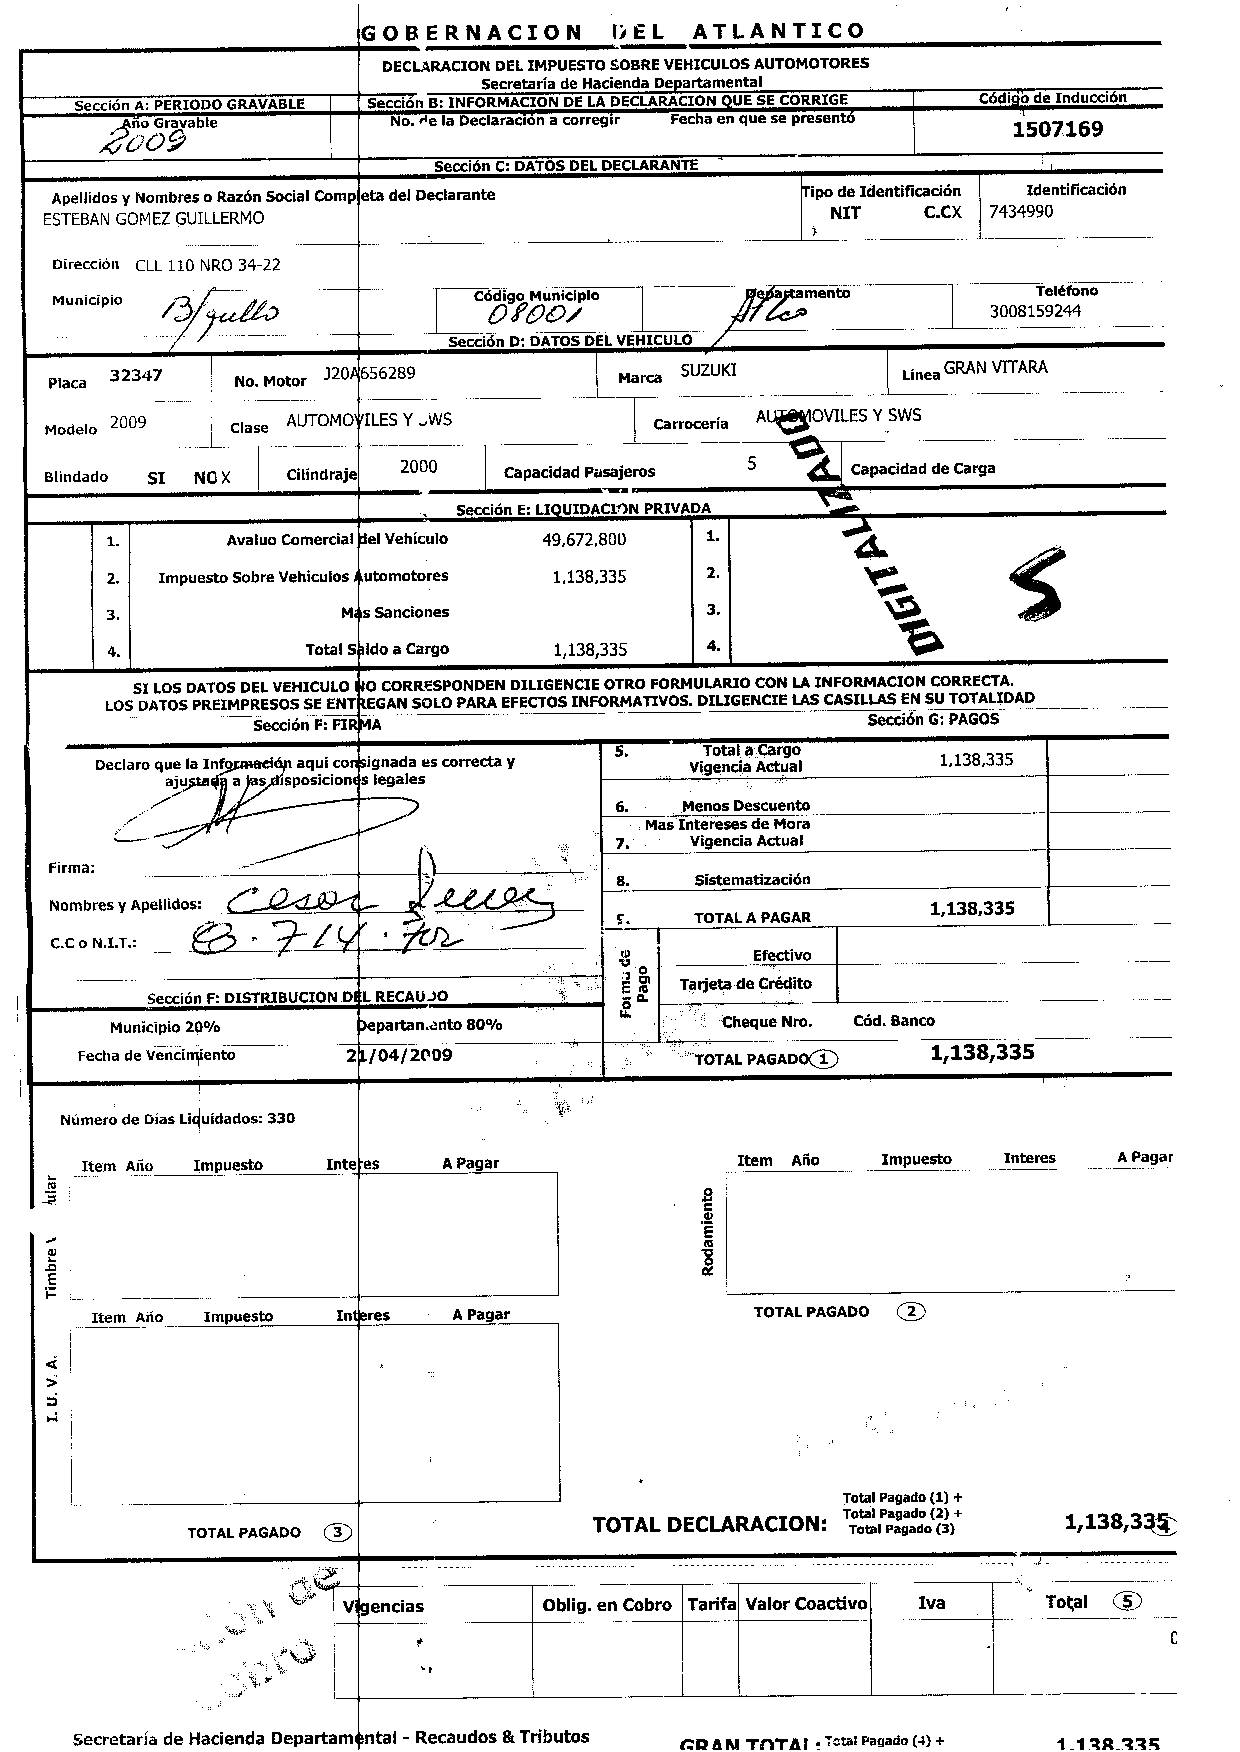 GOBERNACION DEL ATLANTICO
DECLARACION DEL IMPUESTO SOBRE VEHICULOS AUTOMOTORES
Secretaría de Hacienda Departamental
Sección A: PERIODO GRAVABLE Sección B: INFORMACION DE LA DECLARACION QUE SE CORRIGE Código de Inducción
Año Gravable No. de la Declaración a corregir Fecha en que se presentó
2009 1507169
Sección C: DATOS DEL DECLARANTE
Apellidos y Nombres o Razón Social Completa del Declarante Tipo de Identificación Identificación
ESTEBAN GOMEZ GUILLERMO NIT C.CX 7434990
Dirección CLL 110 NRO 34-22
Municipio B/quilla Código Municipio 08001 Departamento Atlco Teléfono
3008159244
Sección D: DATOS DEL VEHICULO
Placa 32347 No. Motor J20A656289 Marca SUZUKI Linea GRAN VITARA
Modelo 2009 Clase AUTOMOVILES Y SWS Carrocería AUTOMOVILES Y SWS
Blindado SI NO X Cilindraje 2000 Capacidad Pasajeros 5 Capacidad de Carga
DIGITALIZADO
Sección E: LIQUIDACION PRIVADA
1. Avaluo Comercial del Vehículo 49,672,800 1.
2. Impuesto Sobre Vehiculos Automotores 1,138,335 2.
S
3. Mas Sanciones 3.
4. Total Saldo a Cargo 1,138,335 4.
SI LOS DATOS DEL VEHICULO NO CORRESPONDEN DILIGENCIE OTRO FORMULARIO CON LA INFORMACION CORRECTA.
LOS DATOS PREIMPRESOS SE ENTREGAN SOLO PARA EFECTOS INFORMATIVOS. DILIGENCIE LAS CASILLAS EN SU TOTALIDAD
Sección F: FIRMA Sección G: PAGOS
Declaro que la Información aqui consignada es correcta y
ajustada a las disposiciones legales
5. Total a Cargo
Vigencia Actual 1,138,335
6. Menos Descuento
Mas Intereses de Mora
7. Vigencia Actual
Firma:
8. Sistematización
Nombres y Apellidos: Cesar
9. TOTAL A PAGAR 1,138,335
C.C o N.I.T.: 8.714.702
Forma de Pago
Efectivo
Tarjeta de Crédito
Sección F: DISTRIBUCION DEL RECAUDO
Municipio 20% Departamento 80% Cheque Nro. Cód. Banco
Fecha de Vencimiento 21/04/2009 TOTAL PAGADO 1 1,138,335
Número de Días Liquidados: 330
Item Año Impuesto Interes A Pagar Item Año Impuesto Interes A Pagar
Timbre ular
Rodamiento
Item Año Impuesto Interes A Pagar TOTAL PAGADO 2
I. U. V. A.
TOTAL PAGADO 3
TOTAL DECLARACION: Total Pagado (1) +
Total Pagado (2) +
Total Pagado (3)
1,138,335
Vigencias Oblig. en Cobro Tarifa Valor Coactivo Iva Total 5
Secretaría de Hacienda Departamental - Recaudos & Tributos
GRAN TOTAL: Total Pagado (4) + 1,138,335